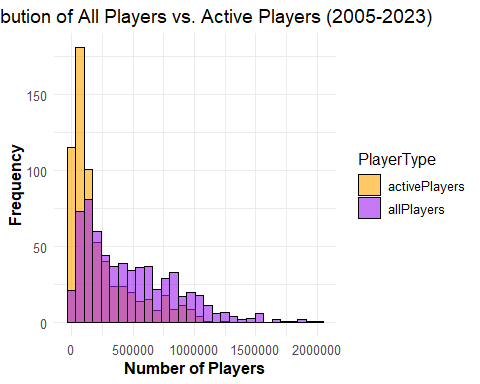 bution of All Players vs. Active Players (2005-2023)
150
100
50
0
Frequency
0 500000 1000000 1500000 2000000
Number of Players
PlayerType
activePlayers
allPlayers